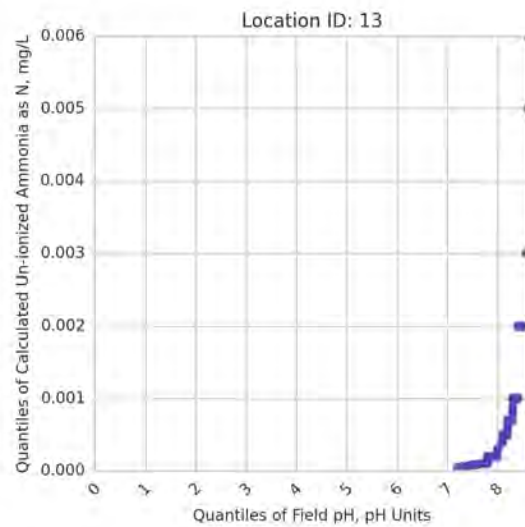 Location ID: 13
Quantiles of Calculated Un-ionized Ammonia as N, mg/L
0.006
0.005
0.004
0.003
0.002
0.001
0.000
0 1 2 3 4 5 6 7 8
Quantiles of Field pH, pH Units